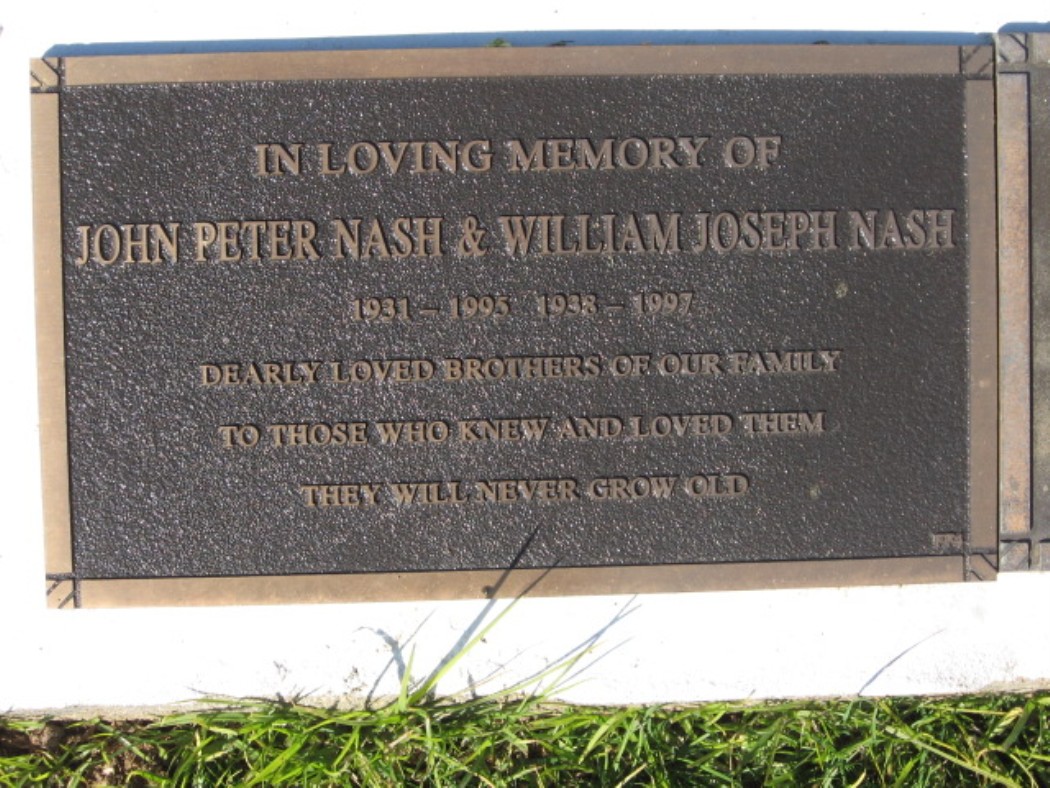 IN LOVING MEMORY OF
JOHN PETER NASH & WILLIAM JOSEPH NASH
1931 – 1995 1938 – 1997
DEARLY LOVED BROTHERS OF OUR FAMILY
TO THOSE WHO KNEW AND LOVED THEM
THEY WILL NEVER GROW OLD